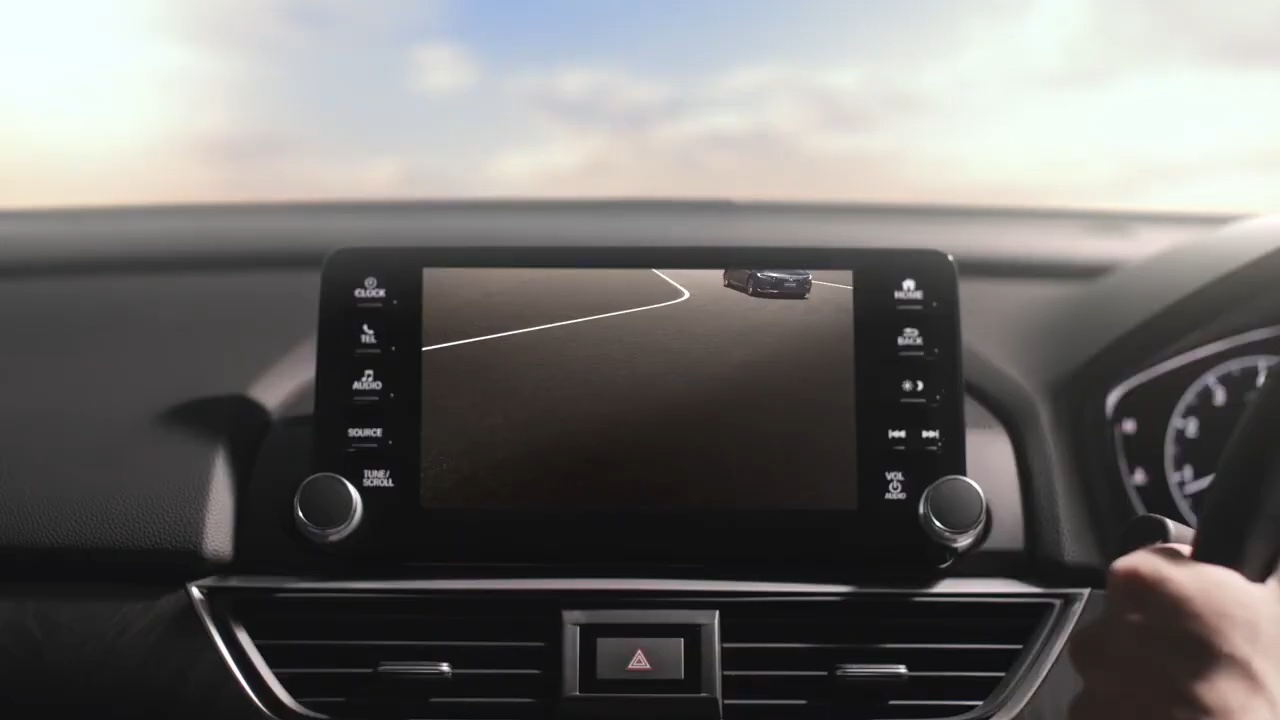 CLOCK
TEL
AUDIO
SOURCE
TUNE/
SCROLL
HOME
BACK
VOL
AUDIO